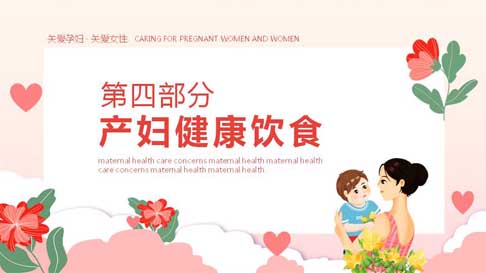 关爱孕妇 · 关爱女性 CARING FOR PREGNANT WOMEN AND WOMEN
第四部分
产妇健康饮食
maternal health care concerns maternal health maternal health
care concerns maternal health maternal health